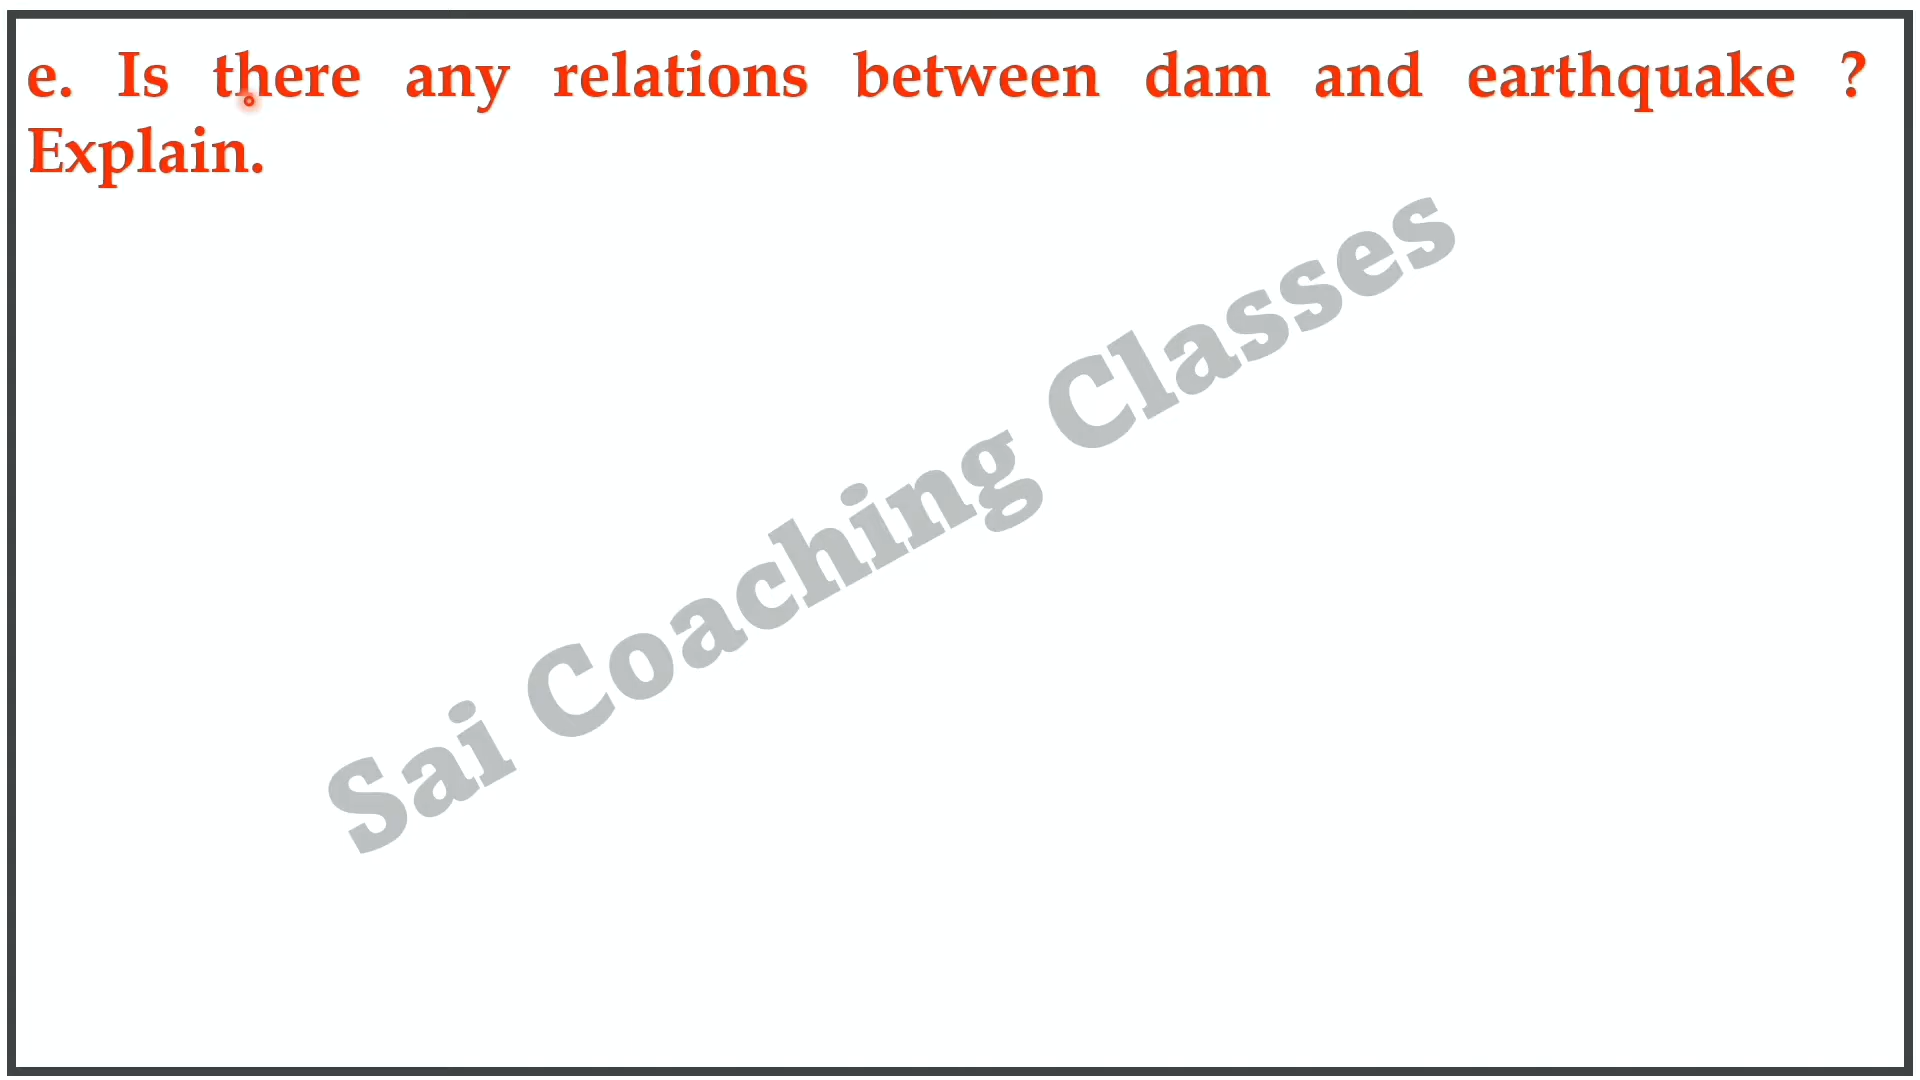 e. Is there any relations between dam and earthquake ?
Explain.
Sai Coaching Classes